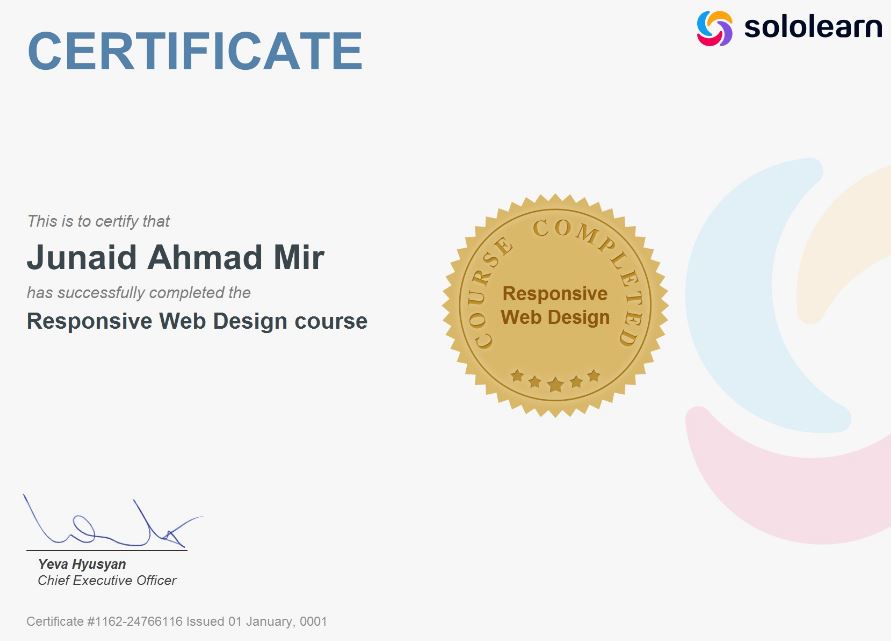 CERTIFICATE
sololearn
This is to certify that
Junaid Ahmad Mir
has successfully completed the
Responsive Web Design course
COURSE COMPLETED
Responsive
Web Design
Yeva Hyusyan
Chief Executive Officer
Certificate #1162-24766116 Issued 01 January, 0001